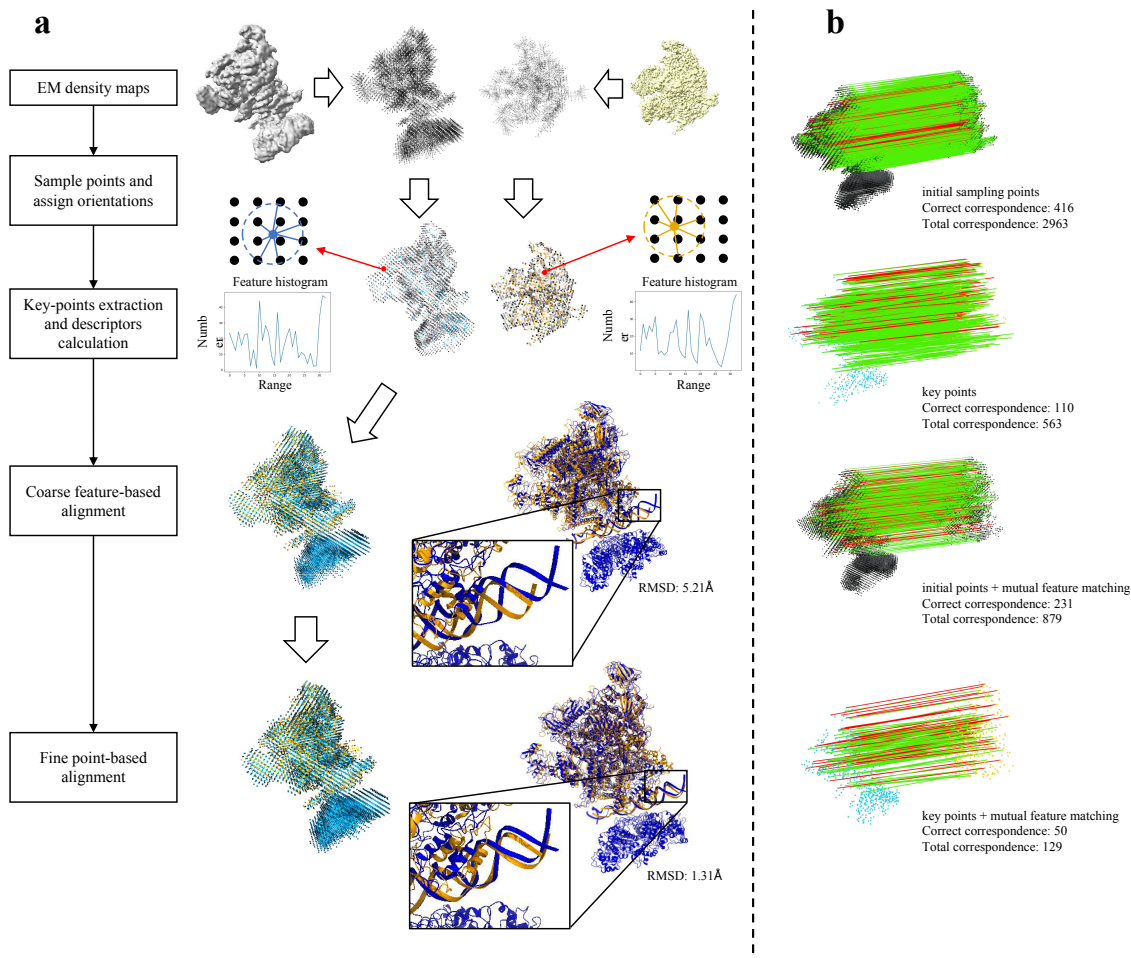 a
EM density maps
Sample points and
assign orientations
Key-points extraction
and descriptors
calculation
Coarse feature-based
alignment
Fine point-based
alignment
Feature histogram
Numb
er
Range
Feature histogram
Numb
er
Range
RMSD: 5.21Å
RMSD: 1.31Å
b
initial sampling points
Correct correspondence: 416
Total correspondence: 2963
key points
Correct correspondence: 110
Total correspondence: 563
initial points + mutual feature matching
Correct correspondence: 231
Total correspondence: 879
key points + mutual feature matching
Correct correspondence: 50
Total correspondence: 129